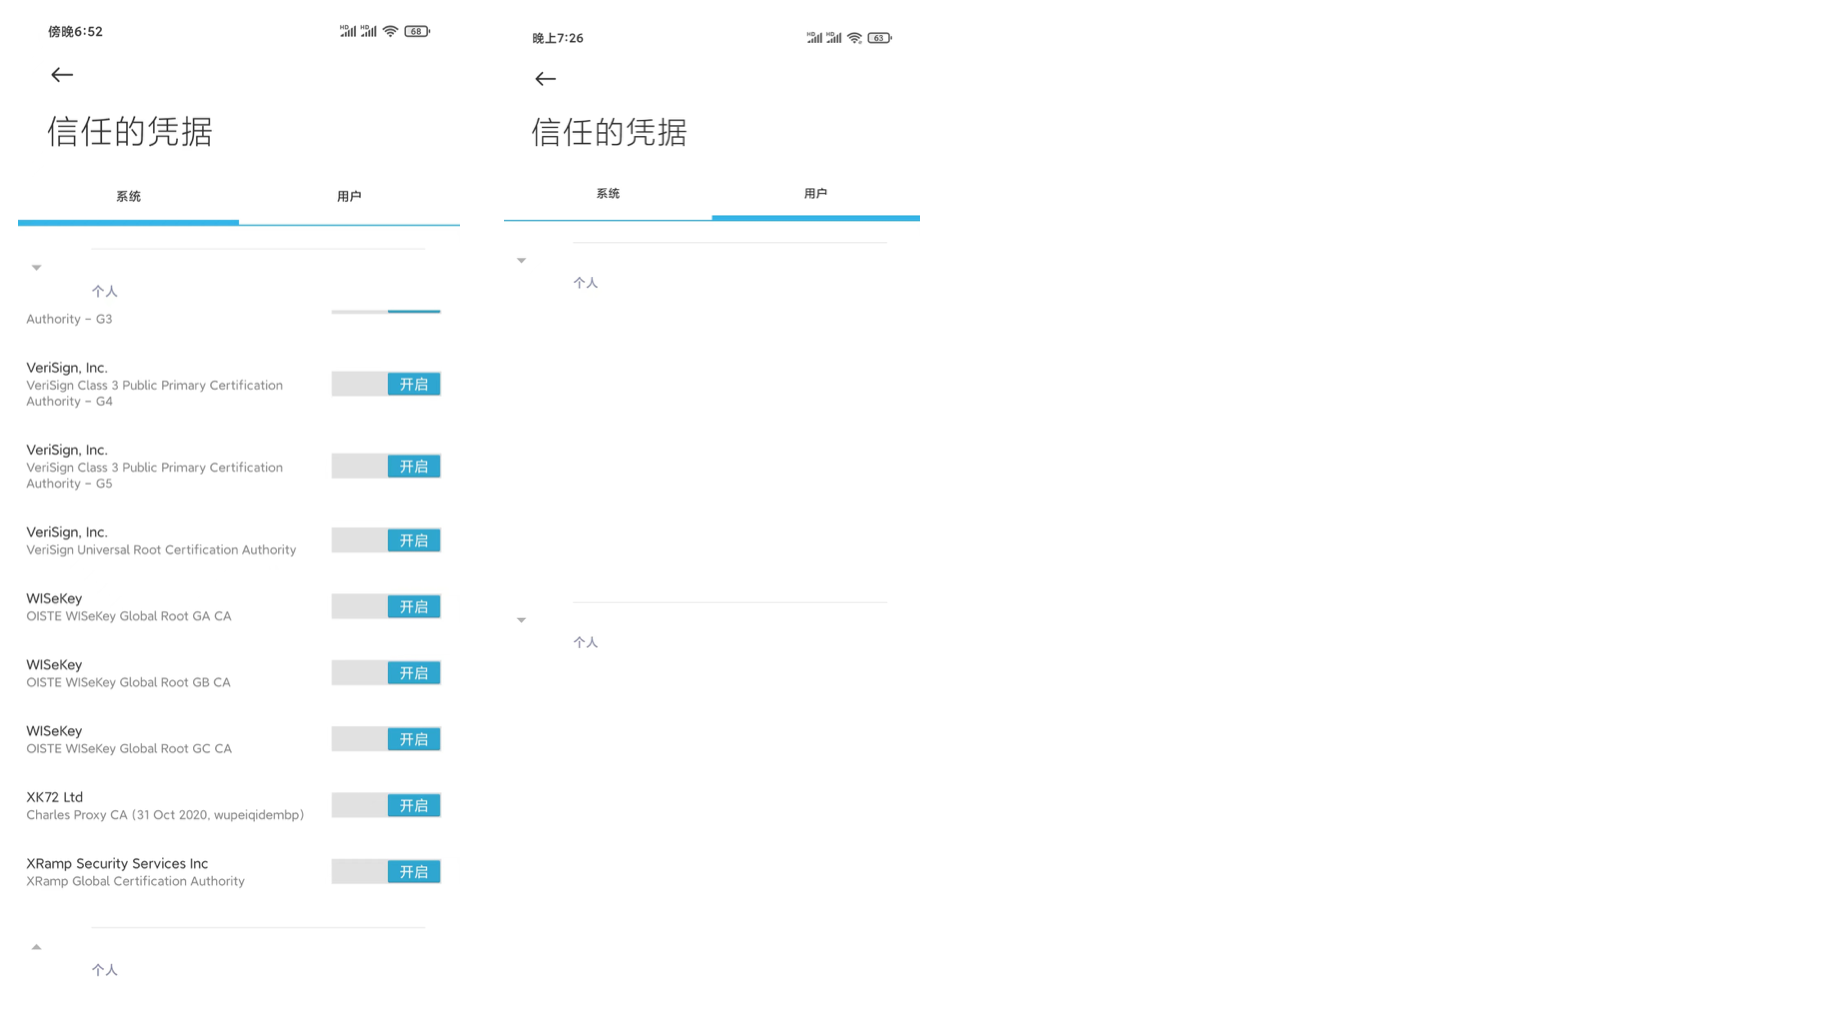 傍晚6:52
HD
HD
68
信任的凭据
系统
用户
个人
Authority - G3
VeriSign, Inc.
VeriSign Class 3 Public Primary Certification
Authority - G4
开启
VeriSign, Inc.
VeriSign Class 3 Public Primary Certification
Authority - G5
开启
VeriSign, Inc.
VeriSign Universal Root Certification Authority
开启
WISeKey
OISTE WISeKey Global Root GA CA
开启
WISeKey
OISTE WISeKey Global Root GB CA
开启
WISeKey
OISTE WISeKey Global Root GC CA
开启
XK72 Ltd
Charles Proxy CA (31 Oct 2020, wupeiqidembp)
开启
XRamp Security Services Inc
XRamp Global Certification Authority
开启
个人
晚上7:26
HD
HD
63
信任的凭据
系统
用户
个人
个人